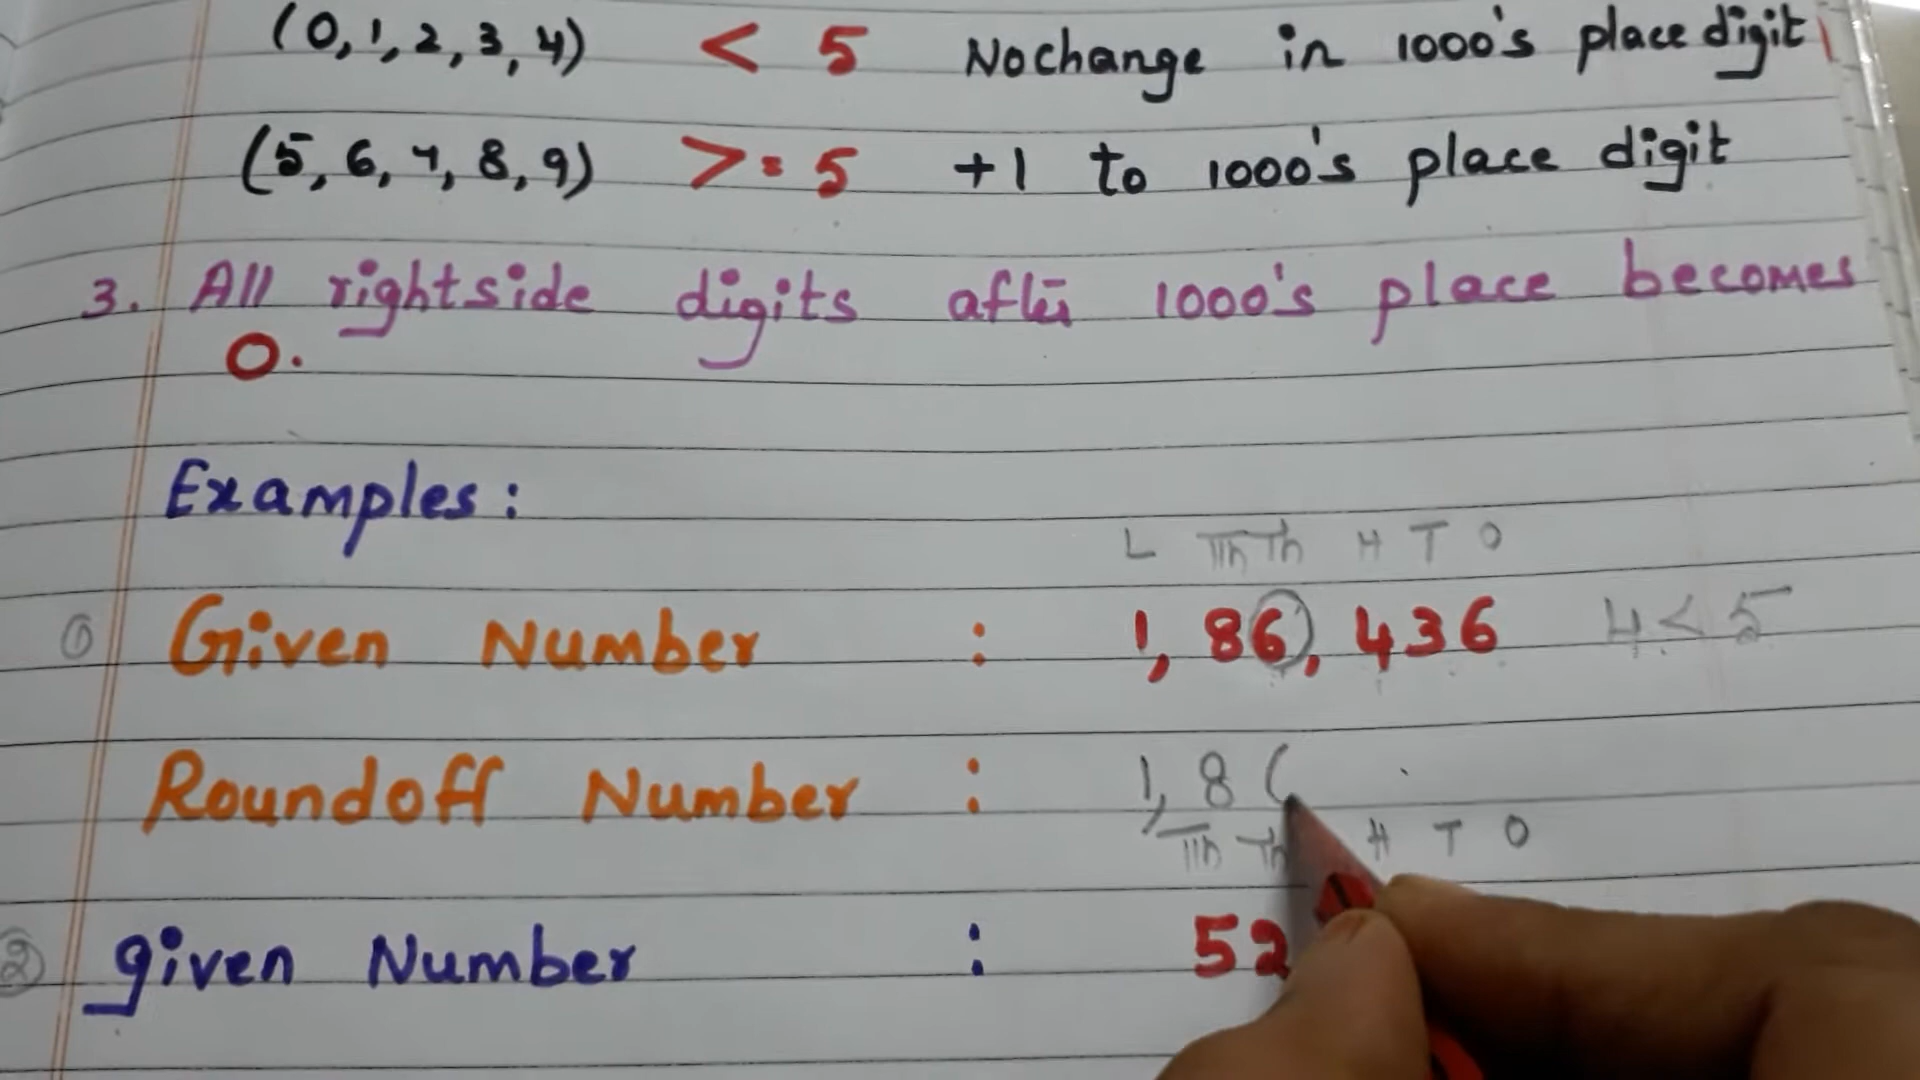 (0, 1, 2, 3, 4) < 5 No change in 1000's place digit
(5, 6, 7, 8, 9) >= 5 +1 to 1000's place digit
3. All rightside digits after 1000's place becomes
0.
Examples:
L TTh Th H T O
① Given Number : 1, 86, 436 4 < 5
Roundoff Number : 1, 8
TTh Th H T O
② given Number : 52